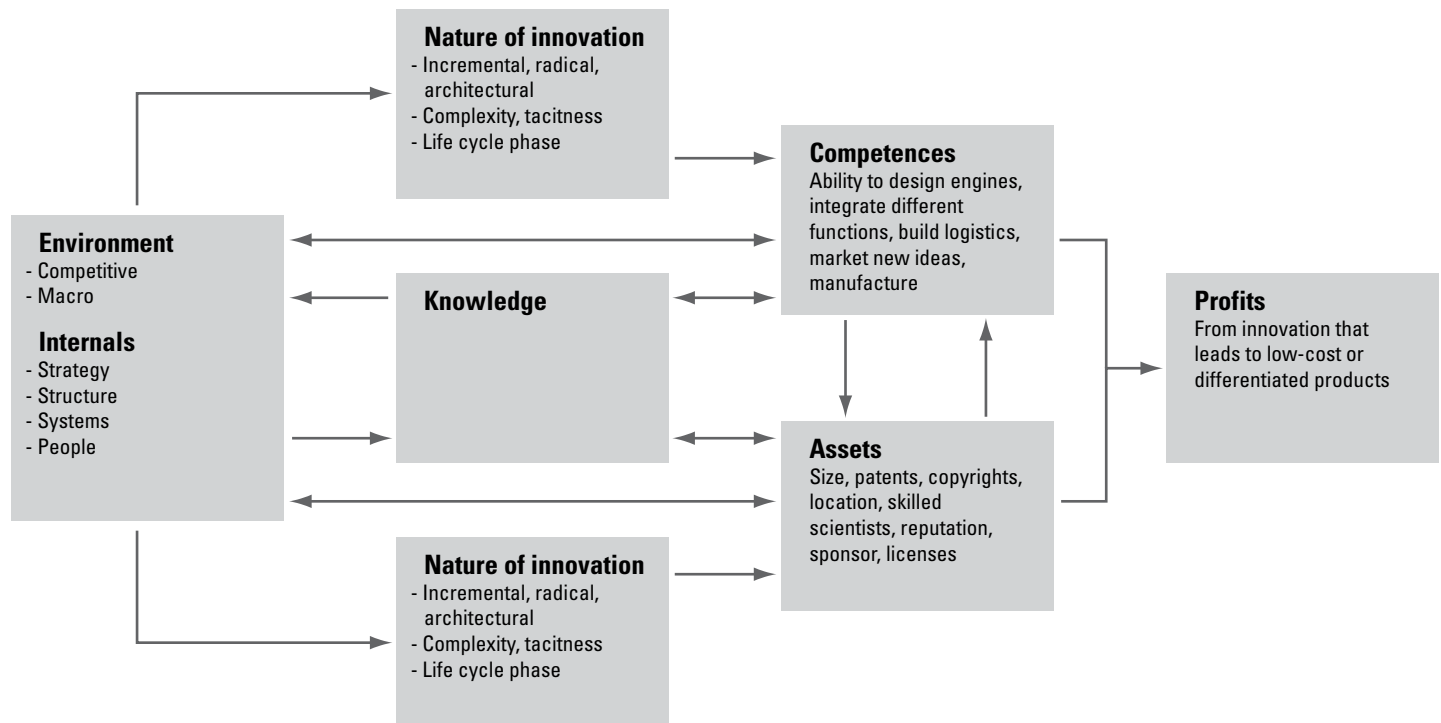 Nature of innovation
- Incremental, radical,
architectural
- Complexity, tacitness
- Life cycle phase
Competences
Ability to design engines,
integrate different
functions, build logistics,
market new ideas,
manufacture
Environment
- Competitive
- Macro
Internals
- Strategy
- Structure
- Systems
- People
Knowledge
Profits
From innovation that
leads to low-cost or
differentiated products
Assets
Size, patents, copyrights,
location, skilled
scientists, reputation,
sponsor, licenses
Nature of innovation
- Incremental, radical,
architectural
- Complexity, tacitness
- Life cycle phase